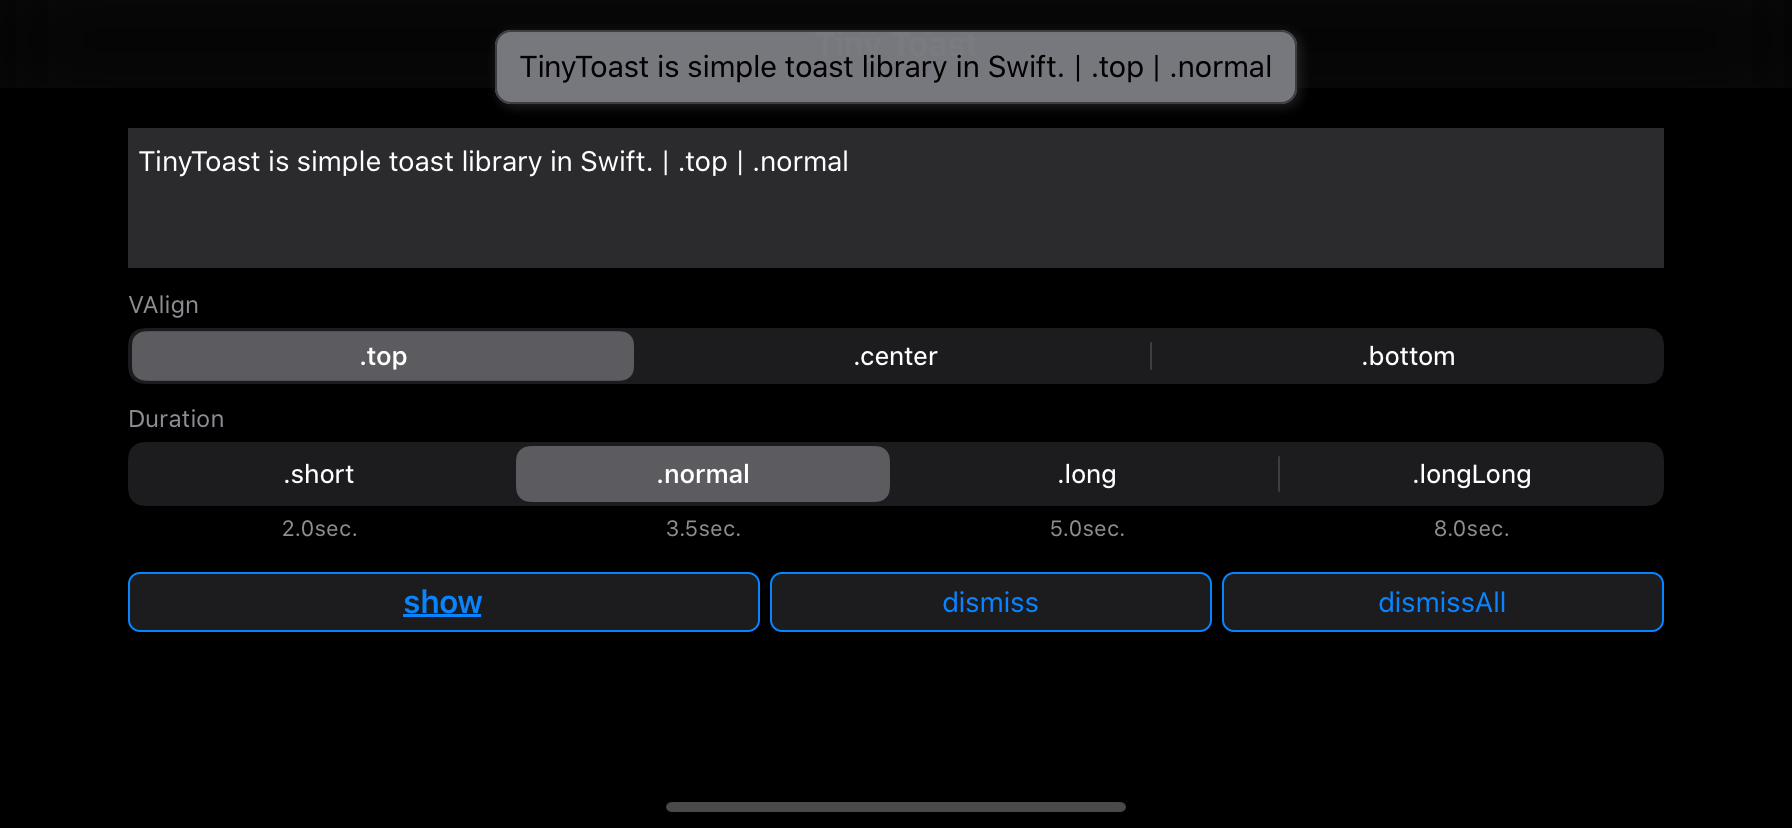 Tiny Toast
TinyToast is simple toast library in Swift. | .top | .normal
TinyToast is simple toast library in Swift. | .top | .normal
VAlign
.top .center .bottom
Duration
.short .normal .long .longLong
2.0sec. 3.5sec. 5.0sec. 8.0sec.
show dismiss dismissAll